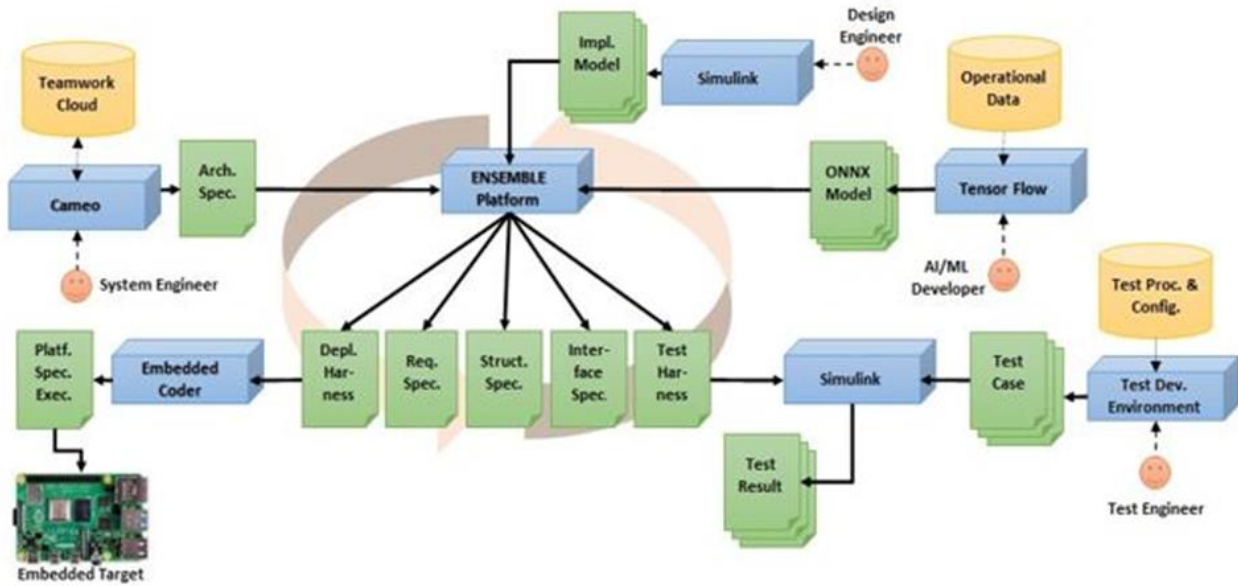 Design
Engineer
Impl.
Model
Simulink
Teamwork
Cloud
Operational
Data
Arch.
Spec.
Cameo
ENSEMBLE
Platform
ONNX
Model
Tensor Flow
System Engineer
AI/ML
Developer
Test Proc. &
Config.
Platf.
Spec.
Exec.
Embedded
Coder
Depl.
Har-
ness
Req.
Spec.
Struct.
Spec.
Inter-
face
Spec.
Test
Har-
ness
Simulink
Test
Case
Test Dev.
Environment
Test
Result
Test Engineer
Embedded Target